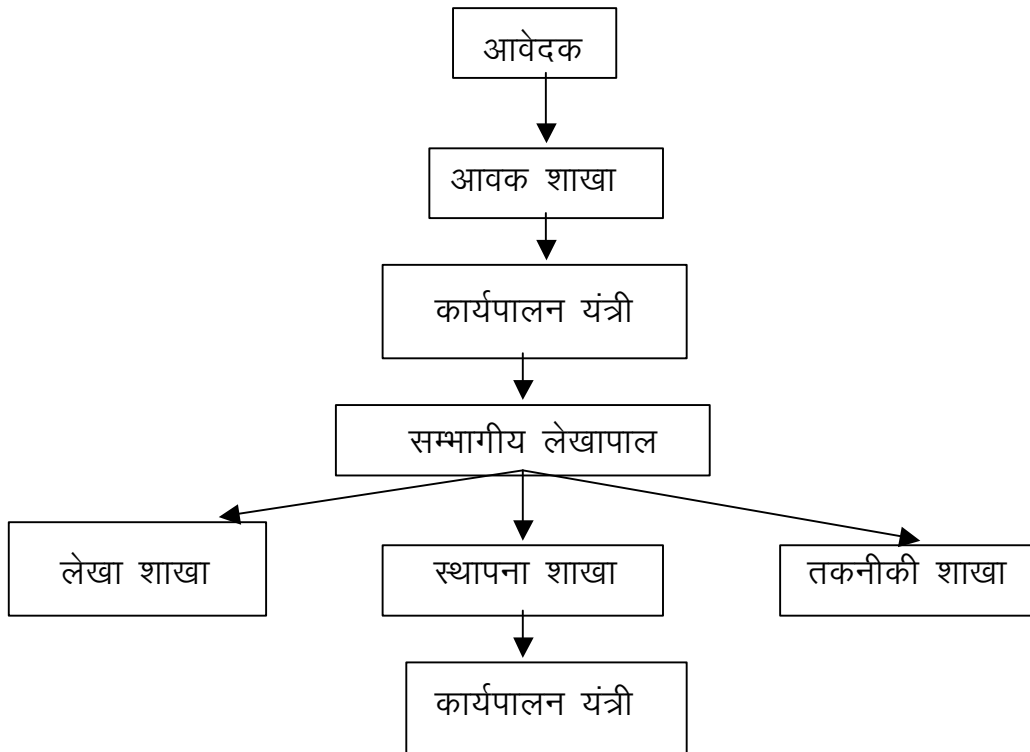 आवेदक
आवक शाखा
कार्यपालन यंत्री
सम्भागीय लेखापाल
लेखा शाखा
स्थापना शाखा
तकनीकी शाखा
कार्यपालन यंत्री